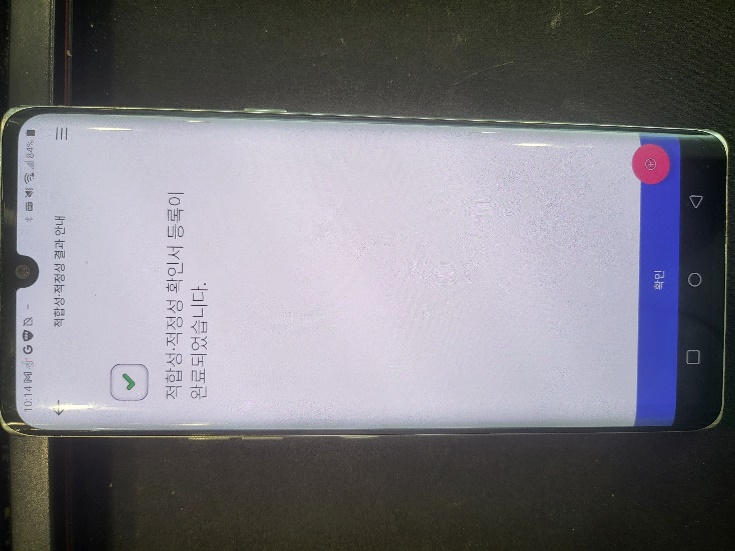 10:14
84%
적합성·적정성 결과 안내
적합성·적정성 확인서 등록이
완료되었습니다.
확인